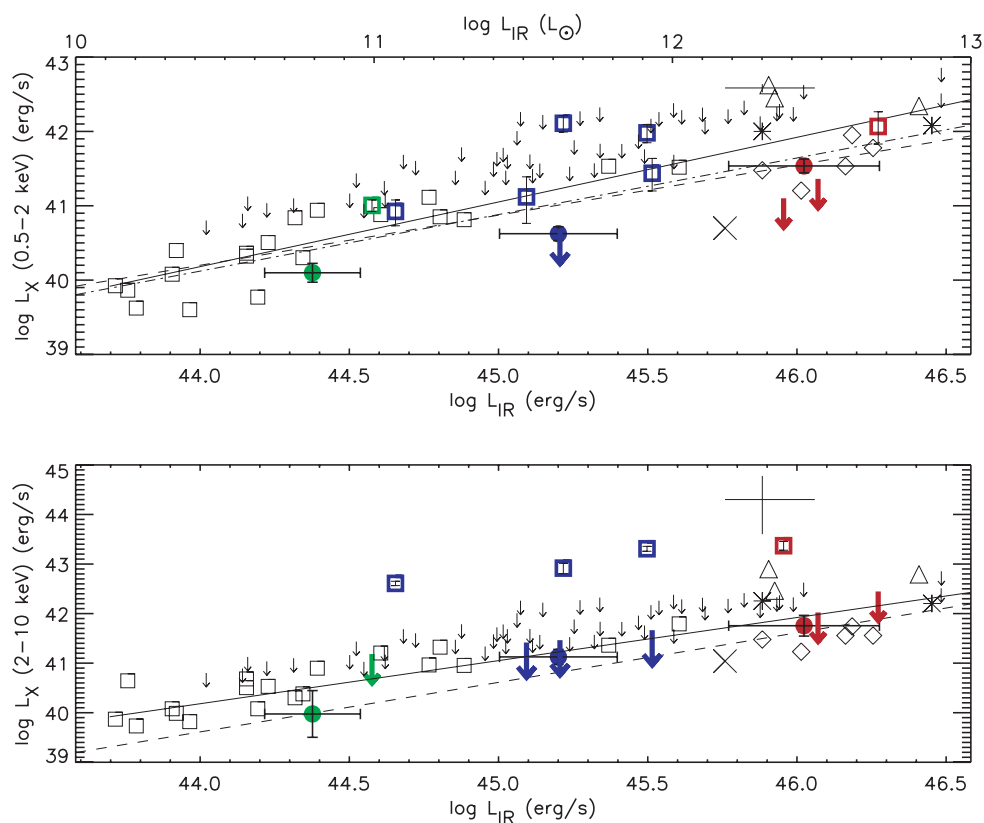 log L_IR (L_⊙)
10 11 12 13
43
42
41
40
39
log L_X (0.5−2 keV) (erg/s)
44.0 44.5 45.0 45.5 46.0 46.5
log L_IR (erg/s)
45
44
43
42
41
40
39
log L_X (2−10 keV) (erg/s)
44.0 44.5 45.0 45.5 46.0 46.5
log L_IR (erg/s)